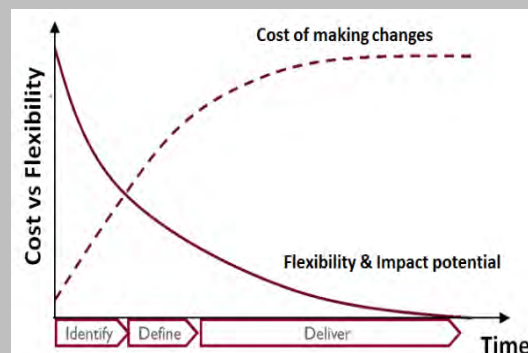 Cost of making changes
Cost vs Flexibility
Flexibility & Impact potential
Identify
Define
Deliver
Time